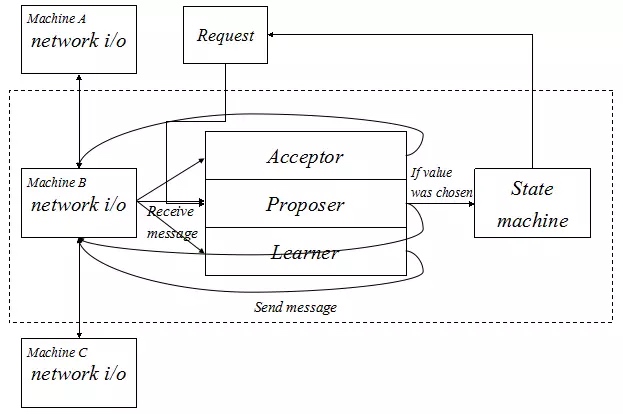 Machine A
network i/o
Request
Machine B
network i/o
Receive
message
Acceptor
Proposer
Learner
If value
was chosen
State
machine
Send message
Machine C
network i/o